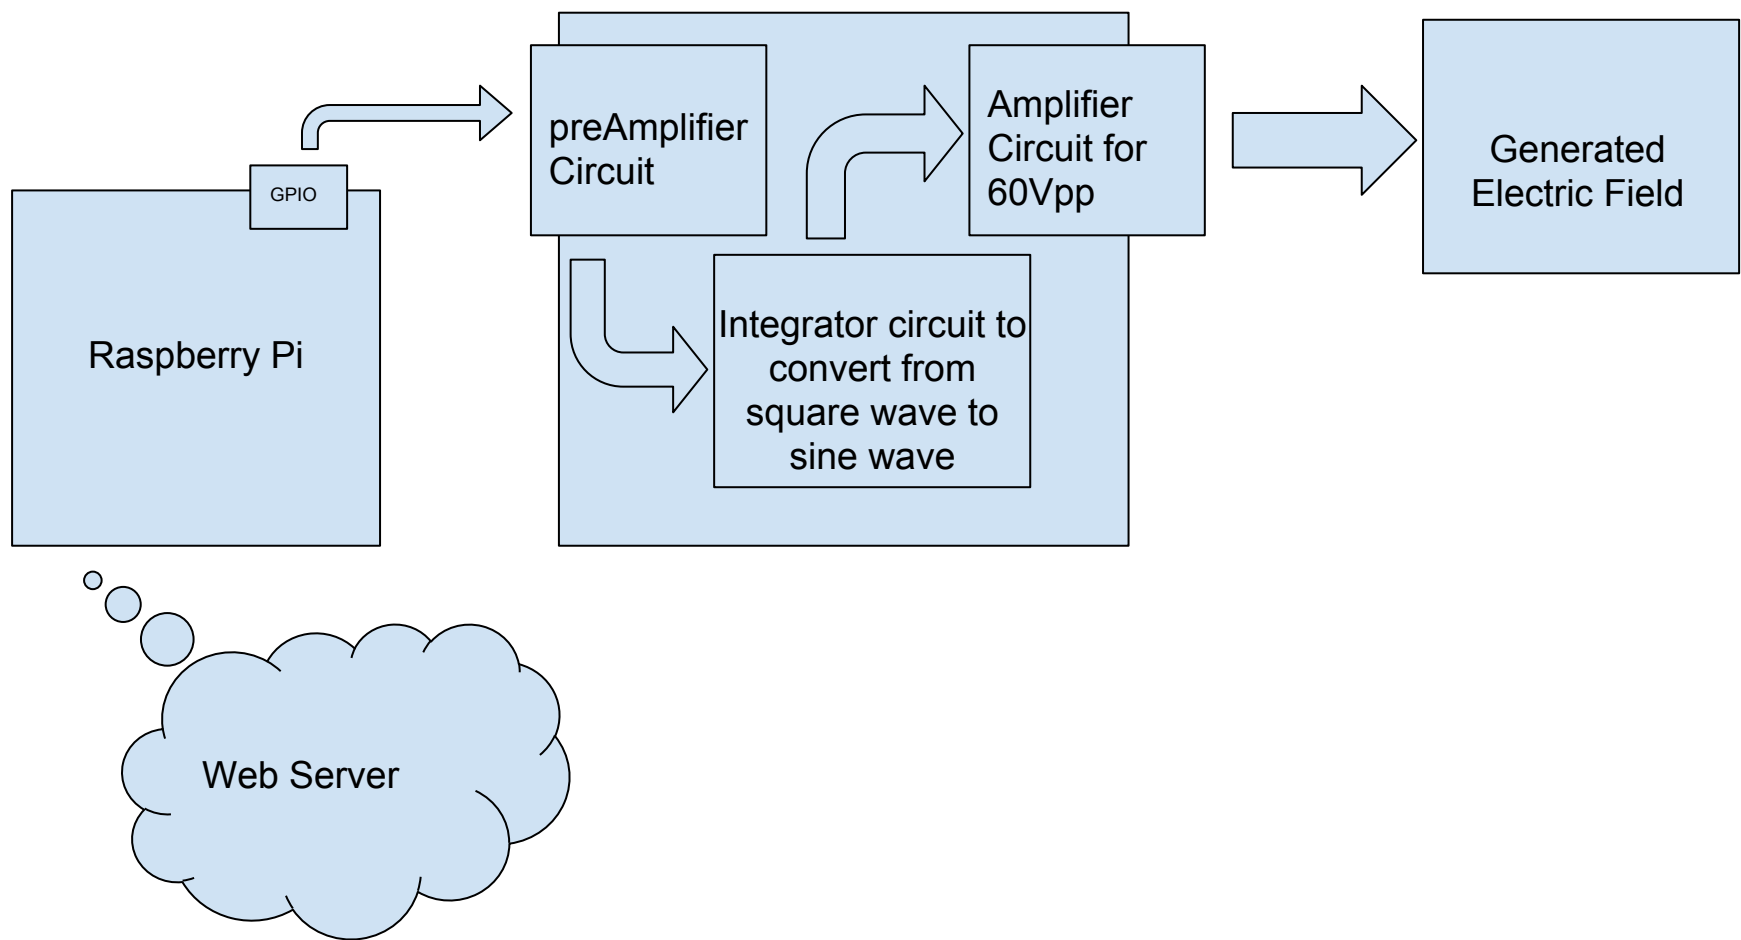 GPIO
Raspberry Pi
preAmplifier
Circuit
Integrator circuit to
convert from
square wave to
sine wave
Amplifier
Circuit for
60Vpp
Generated
Electric Field
Web Server